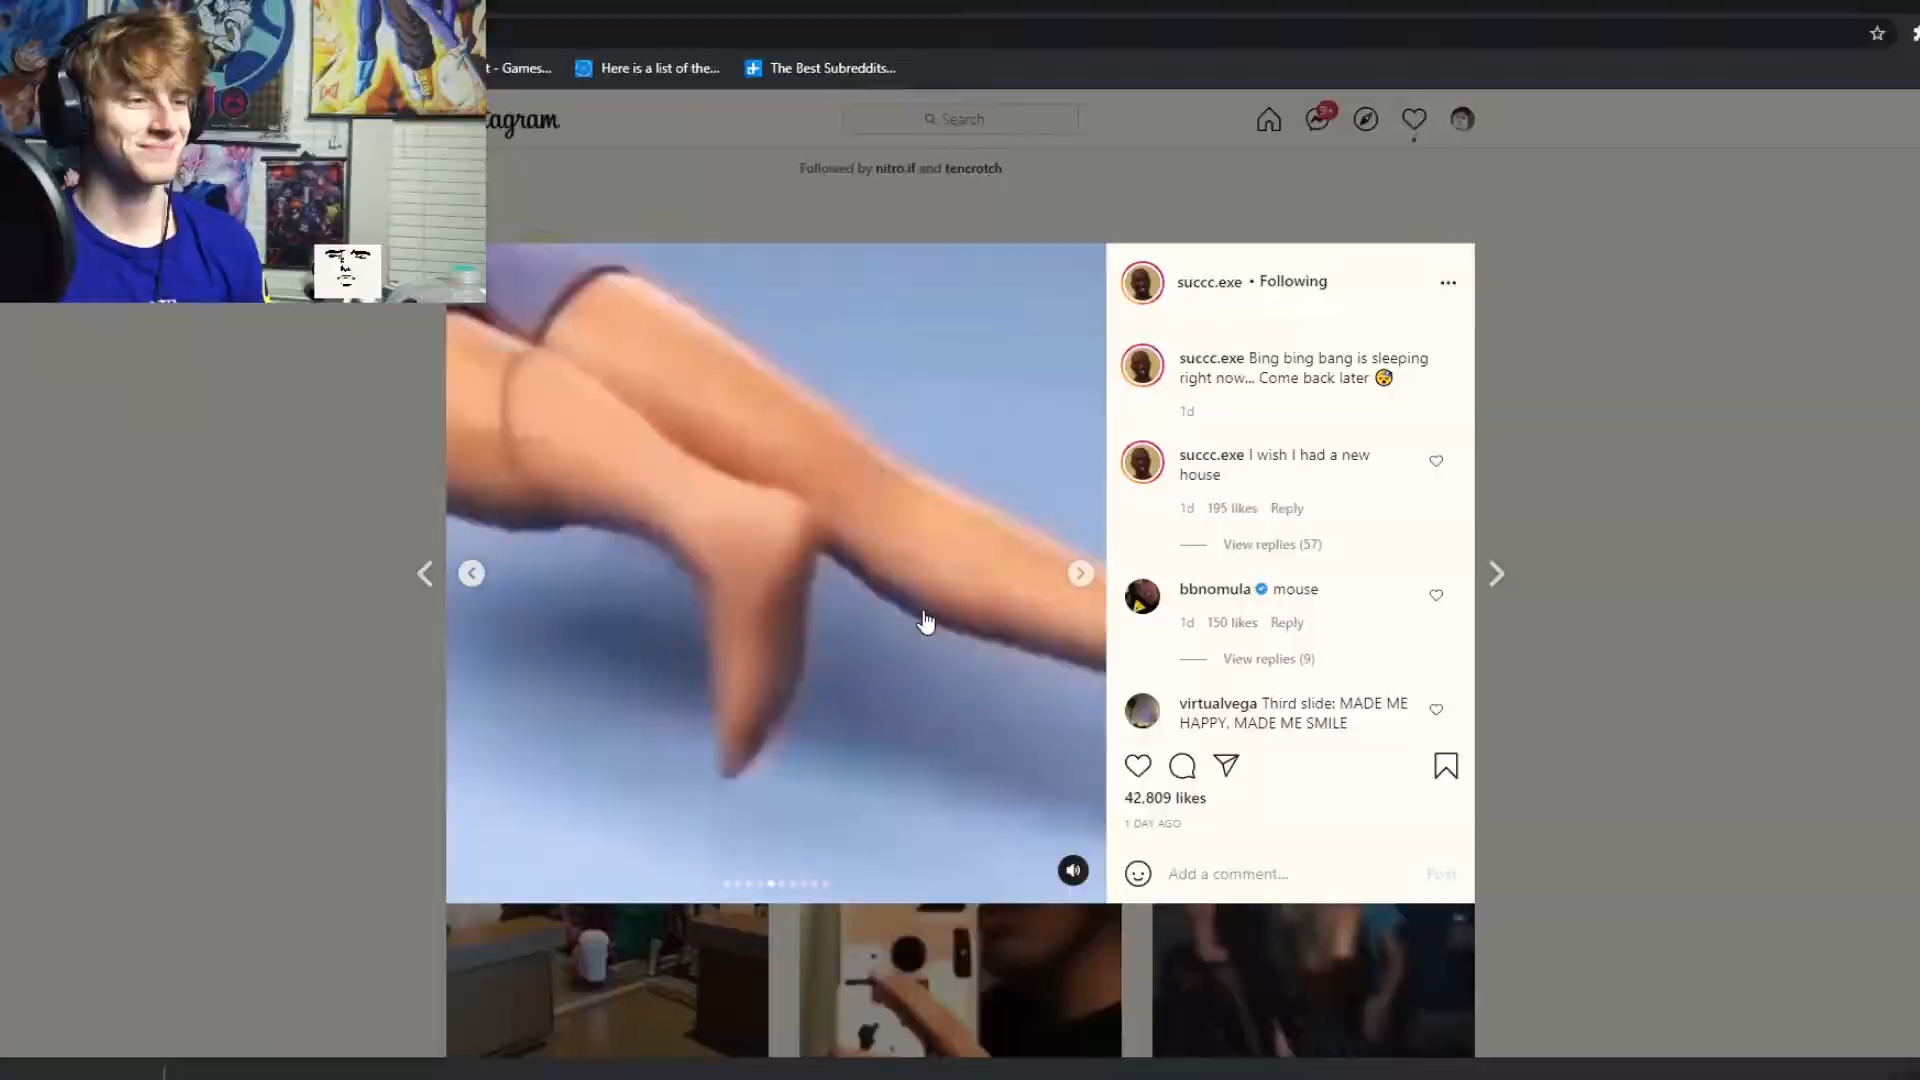 t - Games...
Here is a list of the...
The Best Subreddits...
tagram
Search
9+
Followed by nitro.if and tencrotch
succc.exe • Following
succc.exe Bing bing bang is sleeping
right now... Come back later 😴
1d
succc.exe I wish I had a new
house
1d 195 likes Reply
View replies (57)
bbnomula mouse
1d 150 likes Reply
View replies (9)
virtualvega Third slide: MADE ME
HAPPY. MADE ME SMILE
42,809 likes
1 DAY AGO
Add a comment...
Post